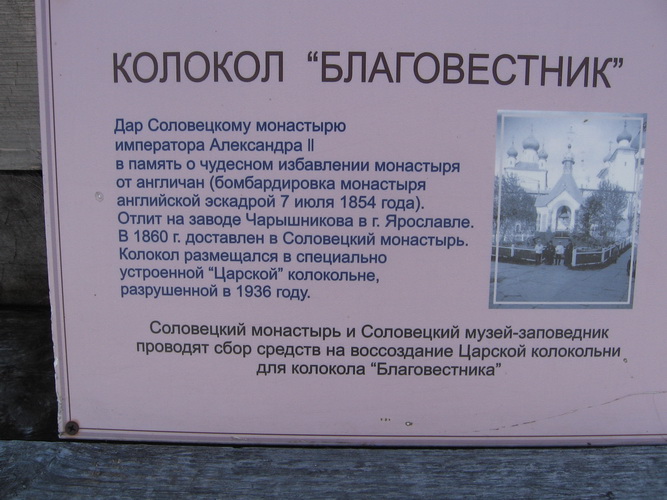 КОЛОКОЛ “БЛАГОВЕСТНИК”
Дар Соловецкому монастырю
императора Александра II
в память о чудесном избавлении монастыря
от англичан (бомбардировка монастыря
английской эскадрой 7 июля 1854 года).
Отлит на заводе Чарышникова в г. Ярославле.
В 1860 г. доставлен в Соловецкий монастырь.
Колокол размещался в специально
устроенной “Царской” колокольне,
разрушенной в 1936 году.
Соловецкий монастырь и Соловецкий музей-заповедник
проводят сбор средств на воссоздание Царской колокольни
для колокола “Благовестника”